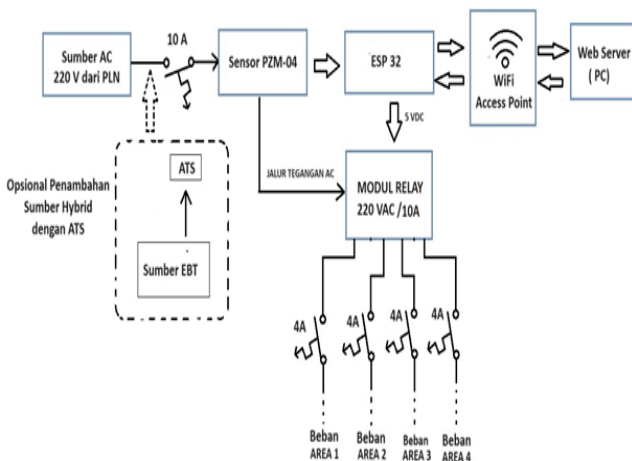 Sumber AC
220 V dari PLN
10 A
Sensor PZM-04
ESP 32
WiFi
Access Point
Web Server
( PC)
5 VDC
ATS
Opsional Penambahan
Sumber Hybrid
dengan ATS
Sumber EBT
JALUR TEGANGAN AC
MODUL RELAY
220 VAC /10A
4A
4A
4A
4A
Beban
AREA 1
Beban
AREA 2
Beban
AREA 3
Beban
AREA 4